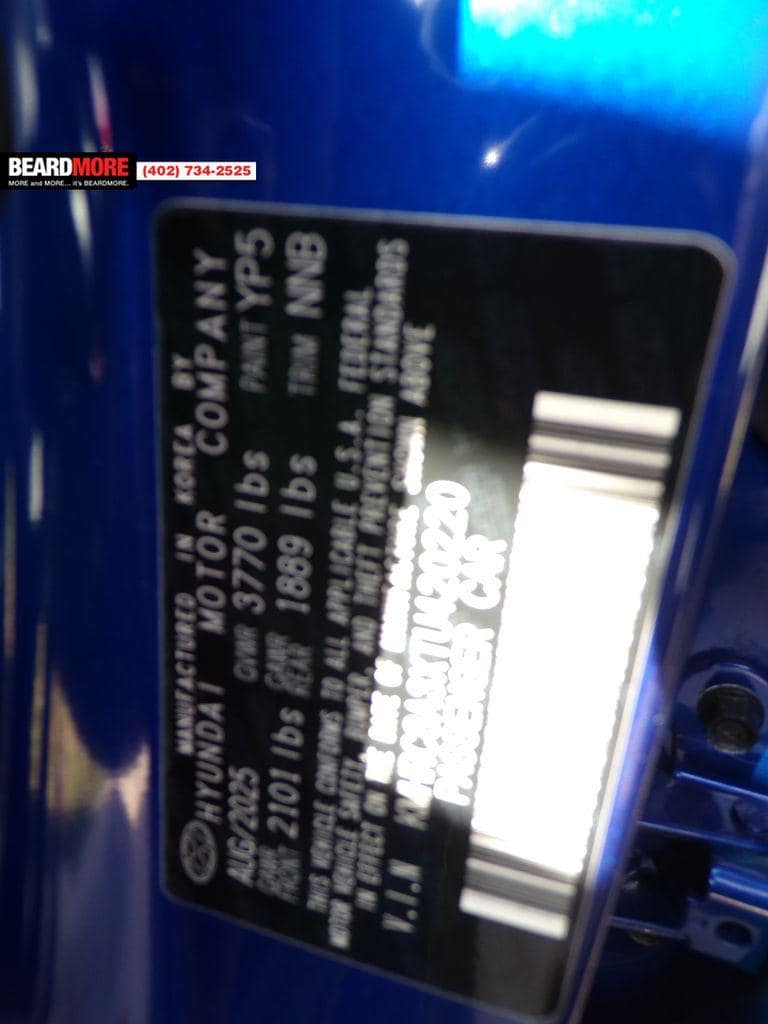 BEARDMORE
MORE and MORE... it's BEARDMORE.
(402) 734-2525
MANUFACTURED IN KOREA BY
HYUNDAI MOTOR COMPANY
AUG/2025 GVWR 3770 lbs PAINT YP5
GAWR FRONT 2101 lbs GAWR REAR 1889 lbs TRIM NNB
THIS VEHICLE CONFORMS TO ALL APPLICABLE U.S.A. FEDERAL
MOTOR VEHICLE SAFETY, BUMPER, AND THEFT PREVENTION STANDARDS
IN EFFECT ON THE DATE OF MANUFACTURE SHOWN ABOVE
V.I.N
PASSENGER CAR